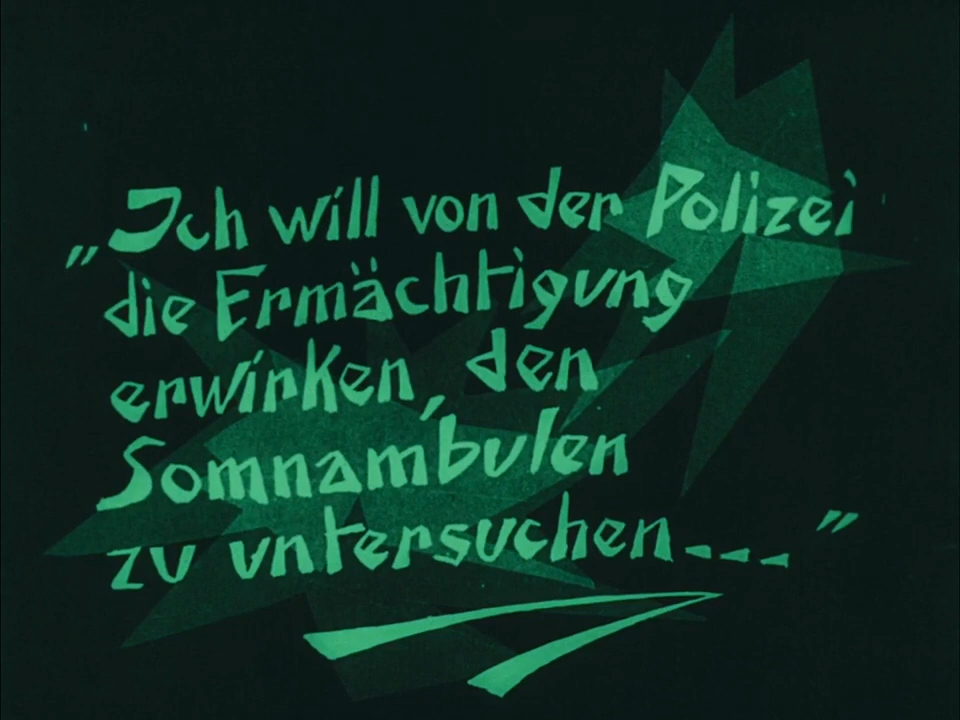 „Ich will von der Polizei
die Ermächtigung
erwirken, den
Somnambulen
zu untersuchen----”